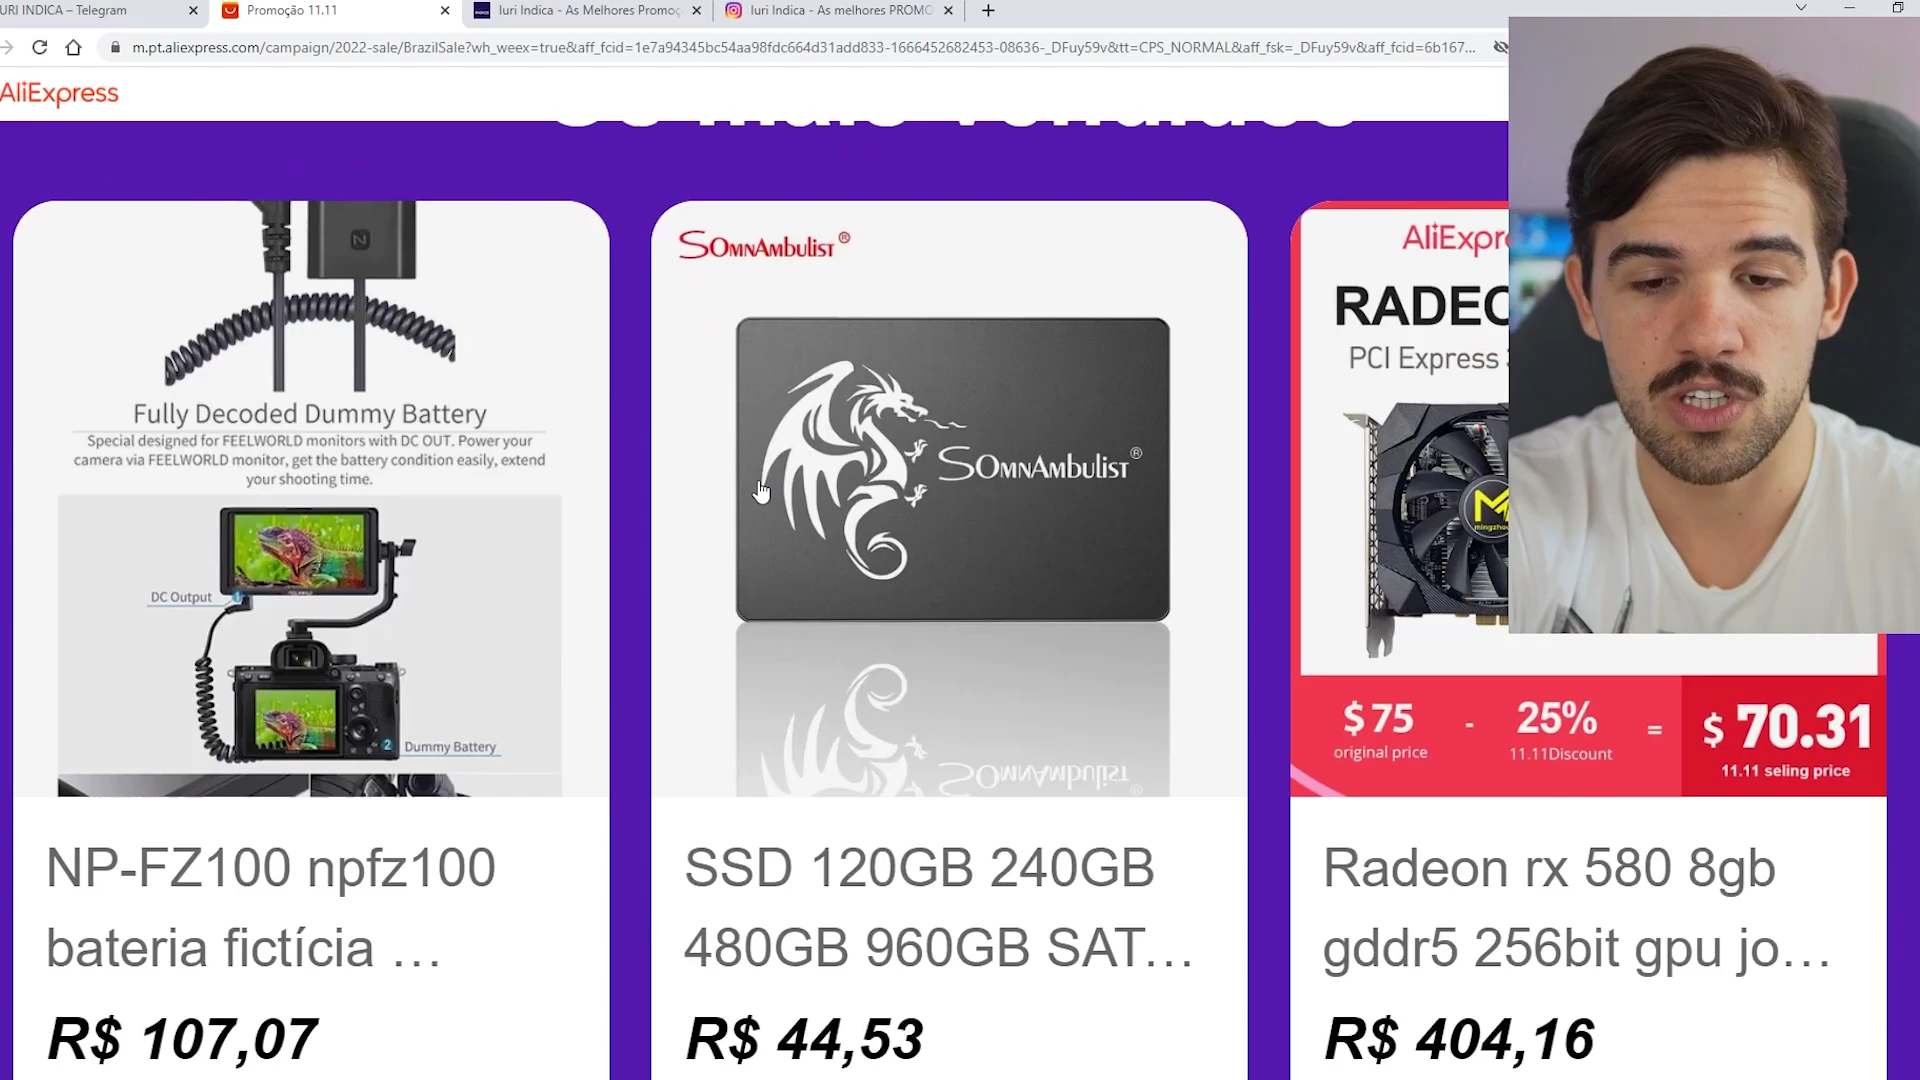 URI INDICA – Telegram
Promoção 11.11
Iuri Indica - As Melhores Promoç
Iuri Indica - As melhores PROMO
m.pt.aliexpress.com/campaign/2022-sale/BrazilSale?wh_weex=true&aff_fcid=1e7a94345bc54aa98fdc664d31add833-1666452682453-08636-_DFuy59v&tt=CPS_NORMAL&aff_fsk=_DFuy59v&aff_fcid=6b167...
AliExpress
Fully Decoded Dummy Battery
Special designed for FEELWORLD monitors with DC OUT. Power your
camera via FEELWORLD monitor, get the battery condition easily, extend
your shooting time.
DC Output 1
2 Dummy Battery
NP-FZ100 npfz100
bateria fictícia ...
R$ 107,07
SOMNAMBULIST®
SOMNAMBULIST®
SSD 120GB 240GB
480GB 960GB SAT...
R$ 44,53
AliExpr
RADEO
PCI Express
$ 75 - 25% = $ 70.31
original price 11.11Discount 11.11 seling price
Radeon rx 580 8gb
gddr5 256bit gpu jo...
R$ 404,16